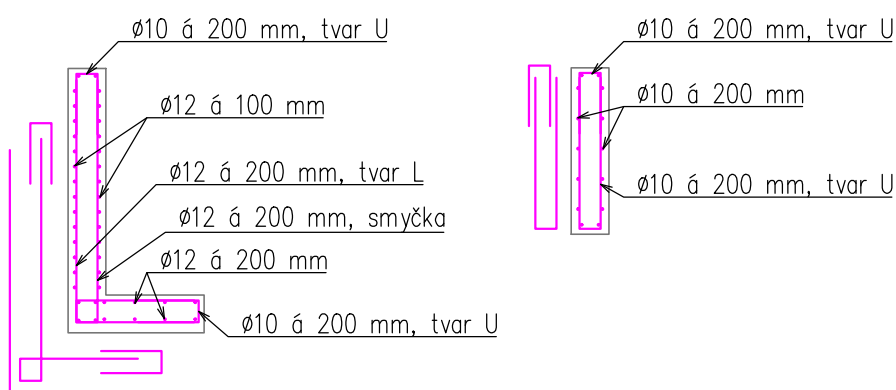 ø10 á 200 mm, tvar U
ø12 á 100 mm
ø12 á 200 mm, tvar L
ø12 á 200 mm, smyčka
ø12 á 200 mm
ø10 á 200 mm, tvar U
ø10 á 200 mm, tvar U
ø10 á 200 mm
ø10 á 200 mm, tvar U